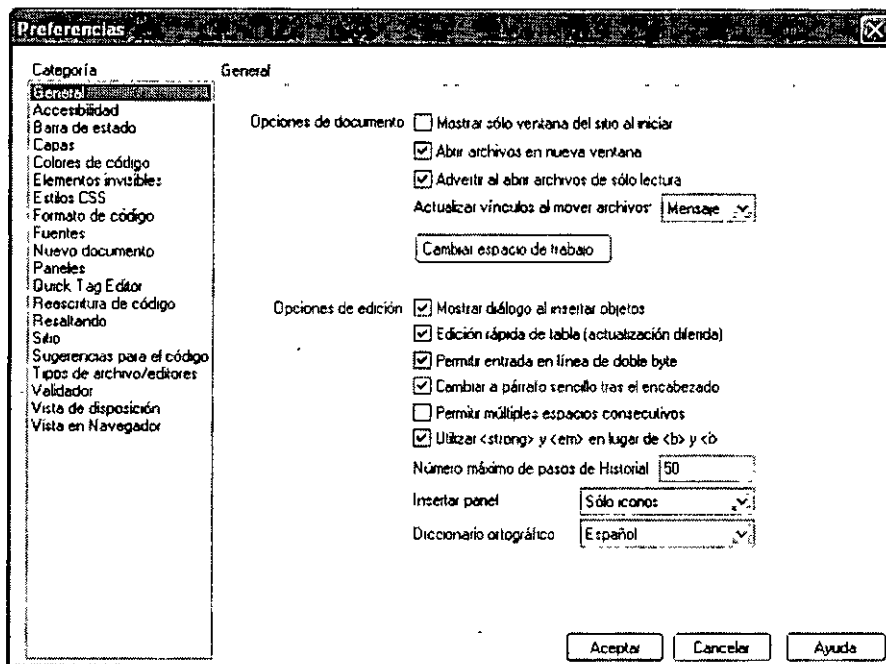 Preferencias
Categoría
General
Accesibilidad
Barra de estado
Capas
Colores de código
Elementos invisibles
Estilos CSS
Formato de código
Fuentes
Nuevo documento
Paneles
Quick Tag Editor
Reescritura de código
Resaltando
Sitio
Sugerencias para el código
Tipos de archivo/editores
Validador
Vista de disposición
Vista en Navegador
General
Opciones de documento
Mostrar sólo ventana del sitio al iniciar
Abrir archivos en nueva ventana
Advertir al abrir archivos de sólo lectura
Actualizar vínculos al mover archivos: Mensaje
Cambiar espacio de trabajo
Opciones de edición
Mostrar diálogo al insertar objetos
Edición rápida de tabla (actualización diferida)
Permitir entrada en línea de doble byte
Cambiar a párrafo sencillo tras el encabezado
Permitir múltiples espacios consecutivos
Utilizar <strong> y <em> en lugar de <b> y <i>
Número máximo de pasos de Historial 50
Insertar panel Sólo iconos
Diccionario ortográfico Español
Aceptar Cancelar Ayuda